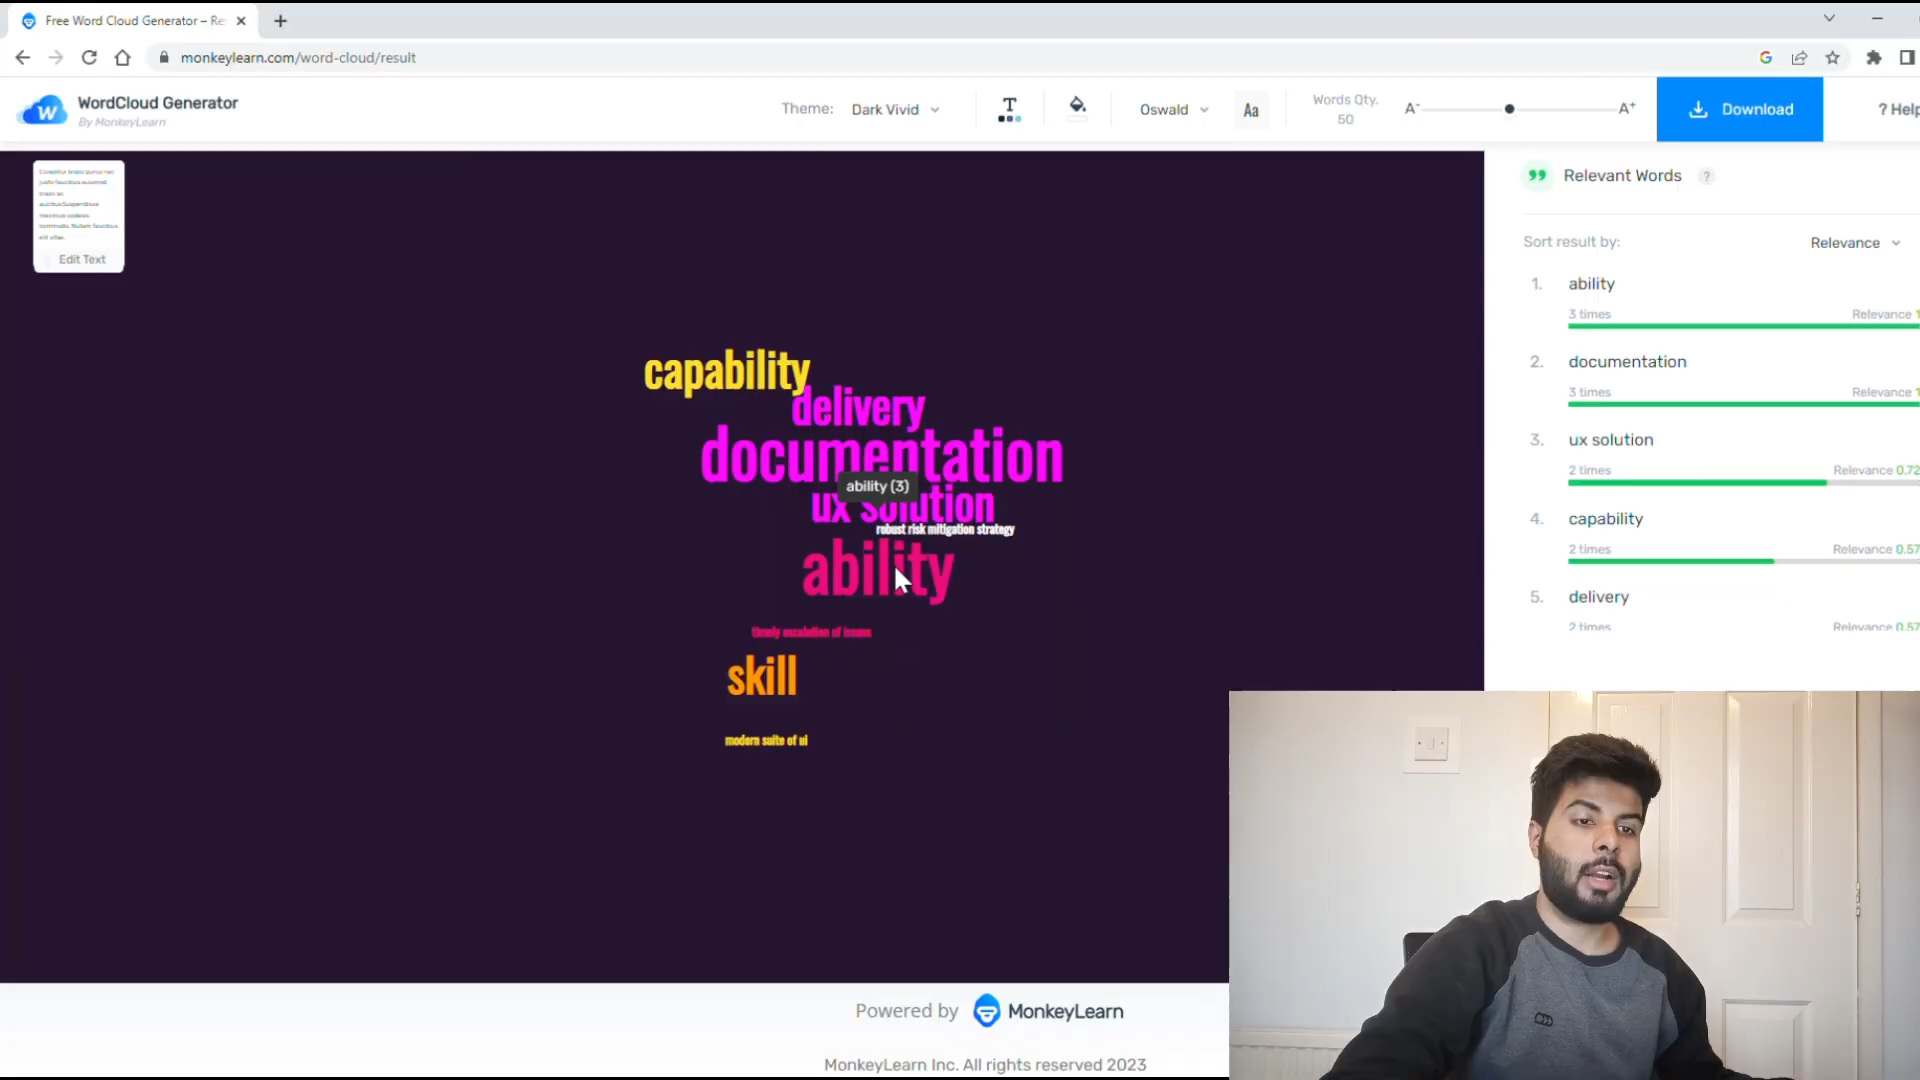 Free Word Cloud Generator – Re
monkeylearn.com/word-cloud/result
WordCloud Generator
By MonkeyLearn
Theme: Dark Vivid
Oswald
Aa
Words Qty.
50
A-
A+
Download
? Help
Edit Text
capability
delivery
documentation
ability (3)
ux solution
robust risk mitigation strategy
ability
timely escalation of issues
skill
modern suite of ui
Relevant Words ?
Sort result by: Relevance
1. ability
3 times Relevance 1
2. documentation
3 times Relevance 1
3. ux solution
2 times Relevance 0.72
4. capability
2 times Relevance 0.57
5. delivery
2 times Relevance 0.57
Powered by MonkeyLearn
MonkeyLearn Inc. All rights reserved 2023